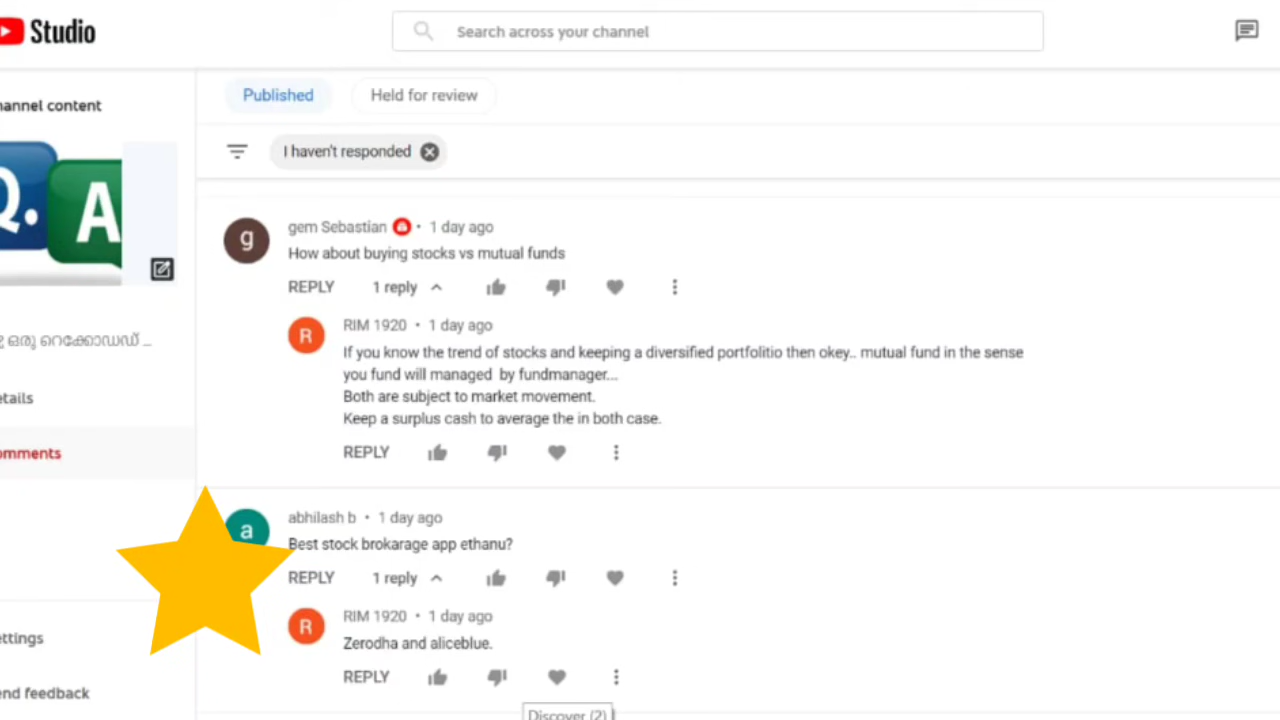 Studio
Search across your channel
hannel content
Published
Held for review
I haven't responded
Q.
A
g
gem Sebastian • 1 day ago
How about buying stocks vs mutual funds
REPLY 1 reply
ഒരു റെക്കോഡഡ് ...
R
RIM 1920 • 1 day ago
If you know the trend of stocks and keeping a diversified portfolitio then okey.. mutual fund in the sense
you fund will managed by fundmanager...
Both are subject to market movement.
Keep a surplus cash to average the in both case.
etails
REPLY
omments
a
abhilash b • 1 day ago
Best stock brokarage app ethanu?
REPLY 1 reply
R
RIM 1920 • 1 day ago
ettings
Zerodha and aliceblue.
REPLY
end feedback
Discover (2)